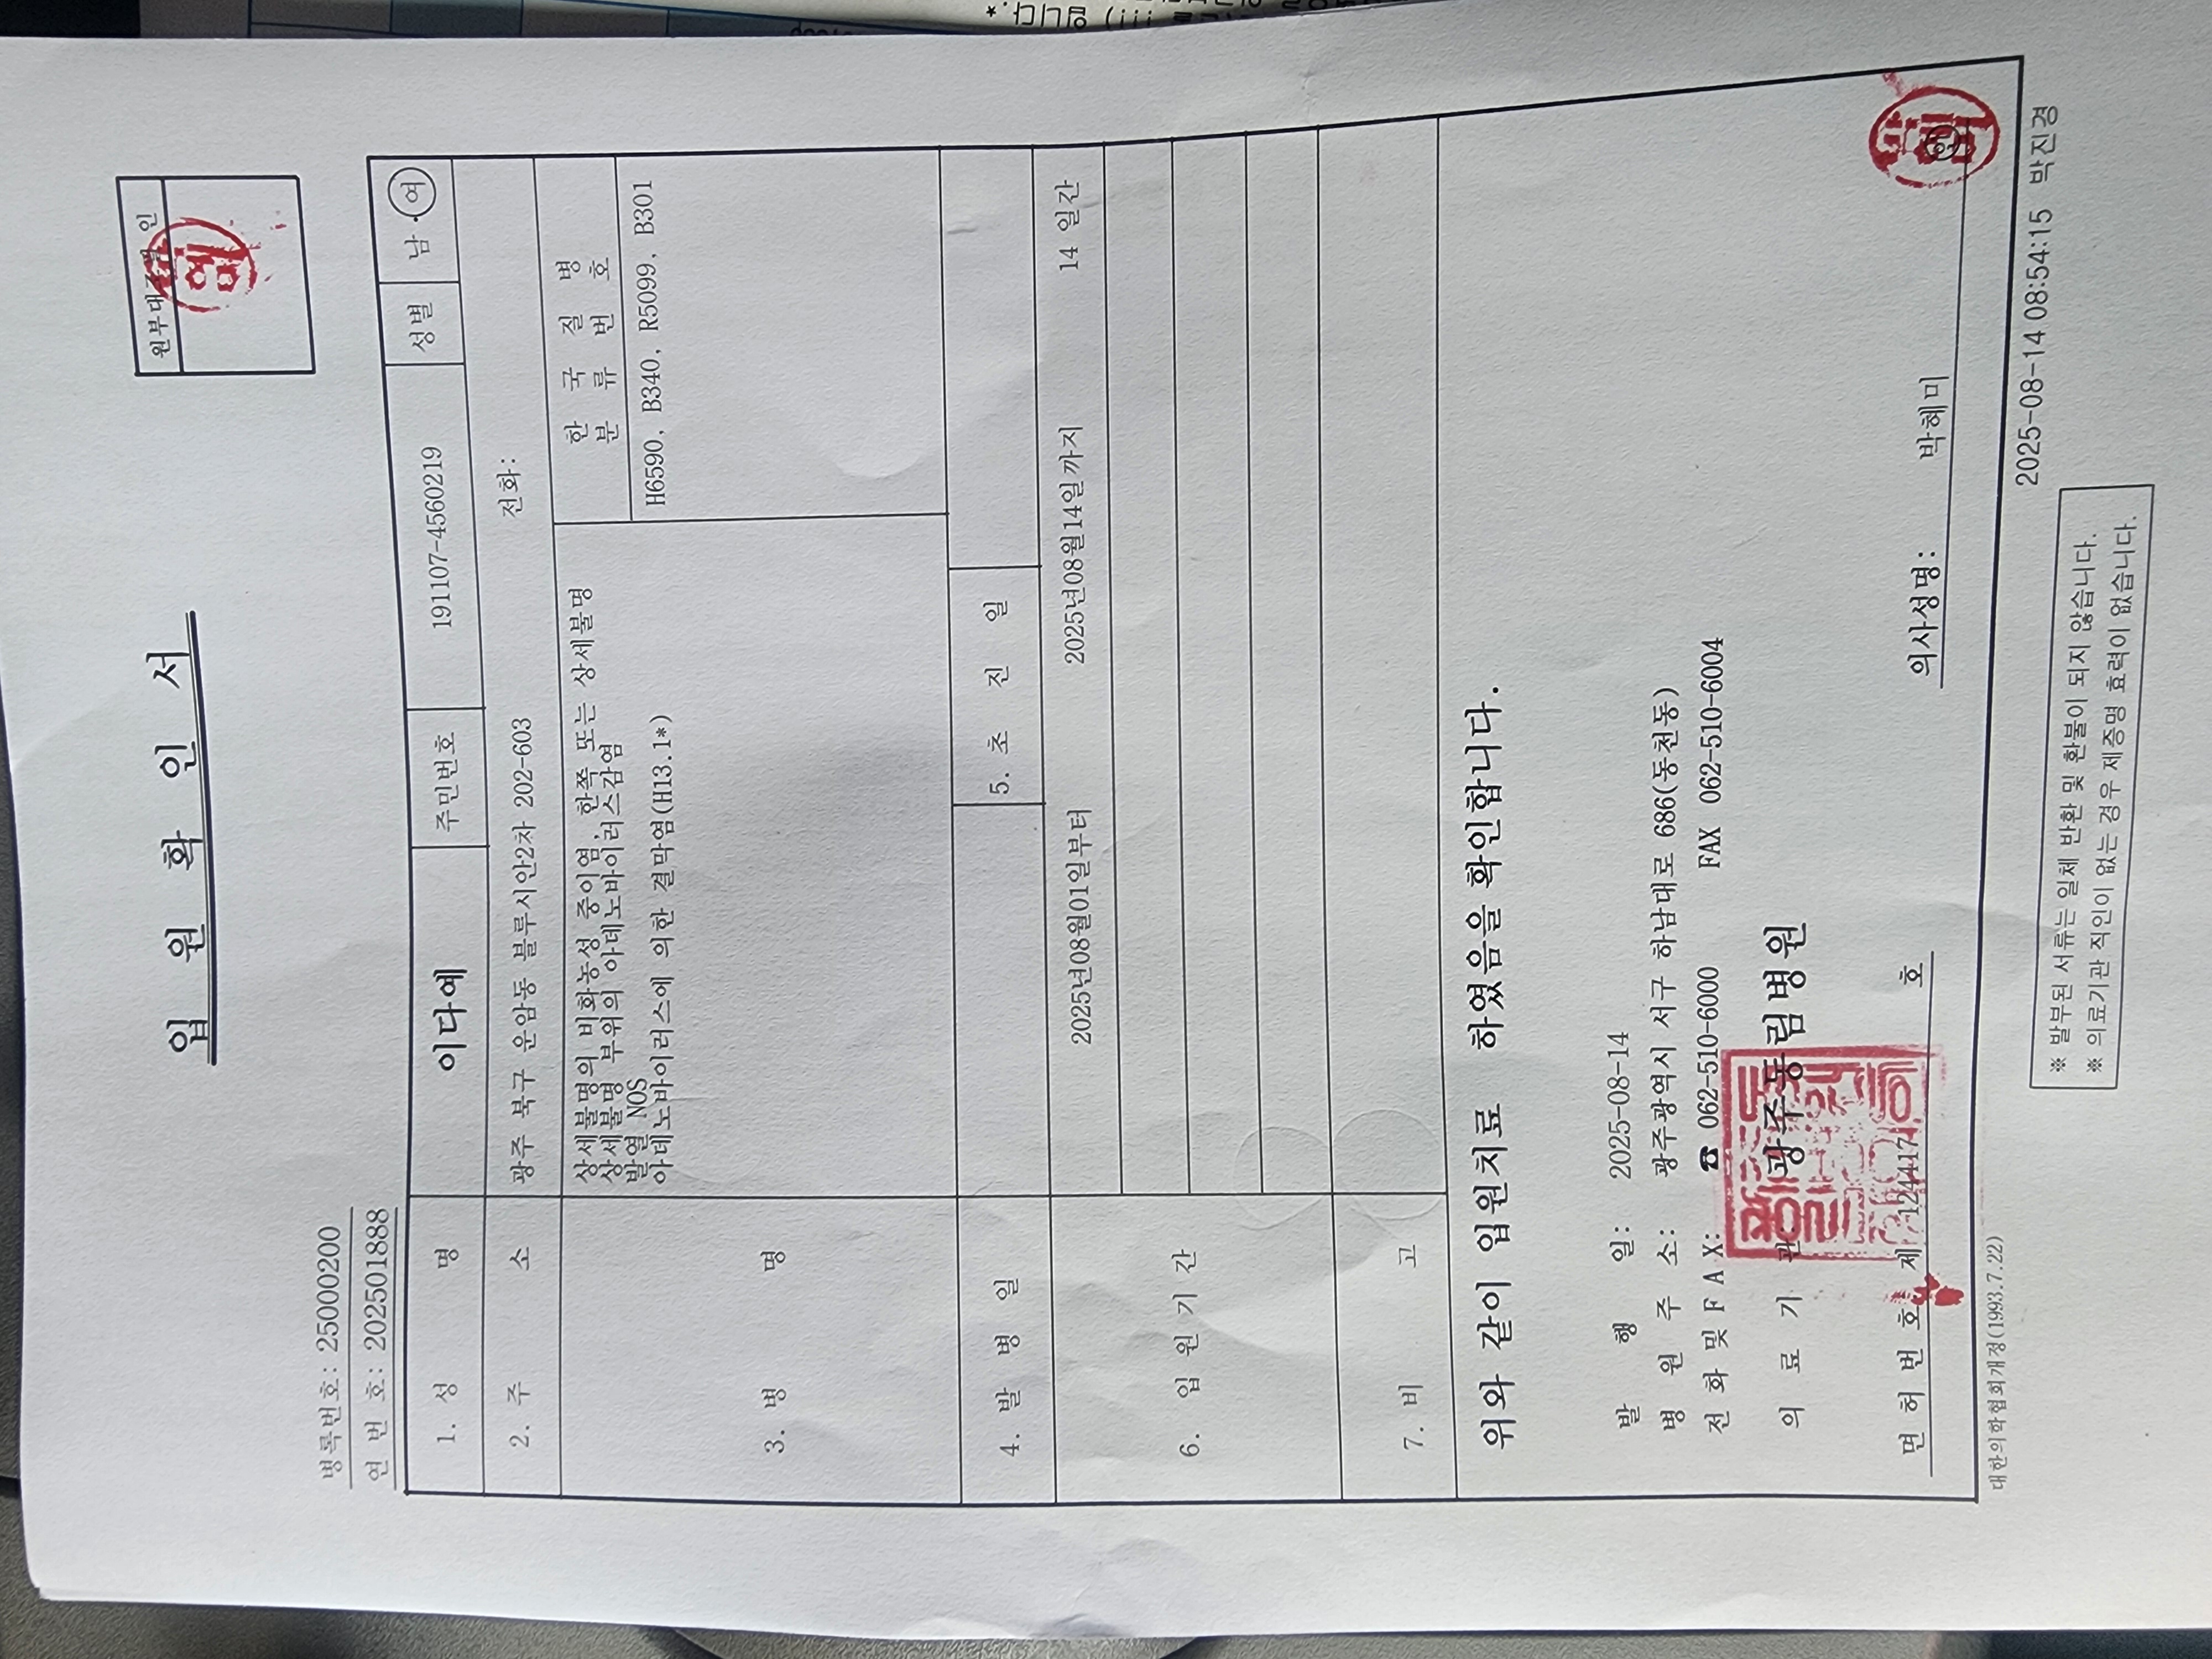 입 원 확 인 서
원부대조필 인
병록번호: 25000200
연 번 호: 202501888
1. 성 명 이다예 주민번호 191107-4560219 성별 남·여
2. 주 소 광주 북구 운암동 블루시안2차 202-603 전화:
3. 병 명
상세불명의 비화농성 중이염, 한쪽 또는 상세불명
상세불명 부위의 아데노바이러스감염
발열 NOS
아데노바이러스에 의한 결막염(H13.1*)
한 국 질 병
분 류 번 호
H6590, B340, R5099, B301
4. 발 병 일 5. 초 진 일
6. 입 원 기 간 2025년08월01일부터 2025년08월14일까지 14 일간
7. 비 고
위와 같이 입원치료 하였음을 확인합니다.
발 행 일: 2025-08-14
병 원 주 소: 광주광역시 서구 하남대로 686(동천동)
전 화 및 F A X: ☎ 062-510-6000 FAX 062-510-6004
의 료 기 관 광주동림병원
면 허 번 호 제 124417 호 의사성명: 박혜미
대한의학협회개정(1993.7.22)
2025-08-14 08:54:15 박진경
※ 발부된 서류는 일체 반환 및 환불이 되지 않습니다.
※ 의료기관 직인이 없는 경우 제증명 효력이 없습니다.